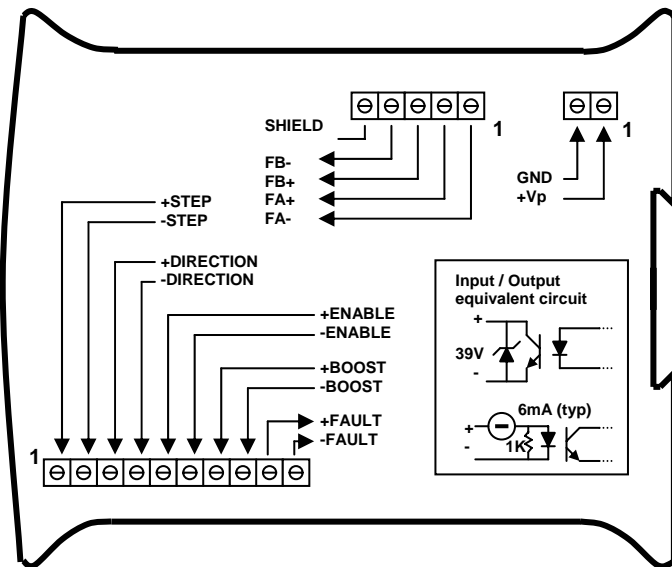 SHIELD
1
1
FB-
FB+
FA+
FA-
GND
+Vp
+STEP
-STEP
+DIRECTION
-DIRECTION
+ENABLE
-ENABLE
+BOOST
-BOOST
+FAULT
-FAULT
1
Input / Output
equivalent circuit
+
39V
-
6mA (typ)
+
-
1K